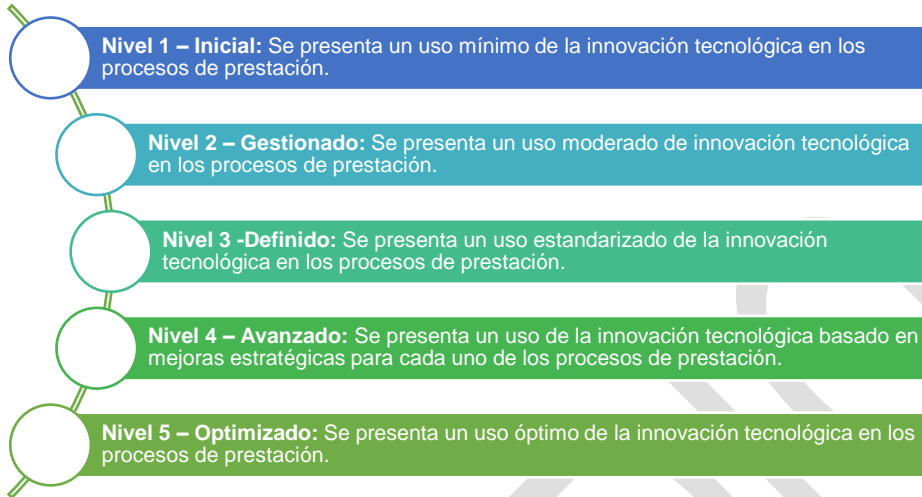 Nivel 1 – Inicial: Se presenta un uso mínimo de la innovación tecnológica en los
procesos de prestación.
Nivel 2 – Gestionado: Se presenta un uso moderado de innovación tecnológica
en los procesos de prestación.
Nivel 3 -Definido: Se presenta un uso estandarizado de la innovación
tecnológica en los procesos de prestación.
Nivel 4 – Avanzado: Se presenta un uso de la innovación tecnológica basado en
mejoras estratégicas para cada uno de los procesos de prestación.
Nivel 5 – Optimizado: Se presenta un uso óptimo de la innovación tecnológica en los
procesos de prestación.